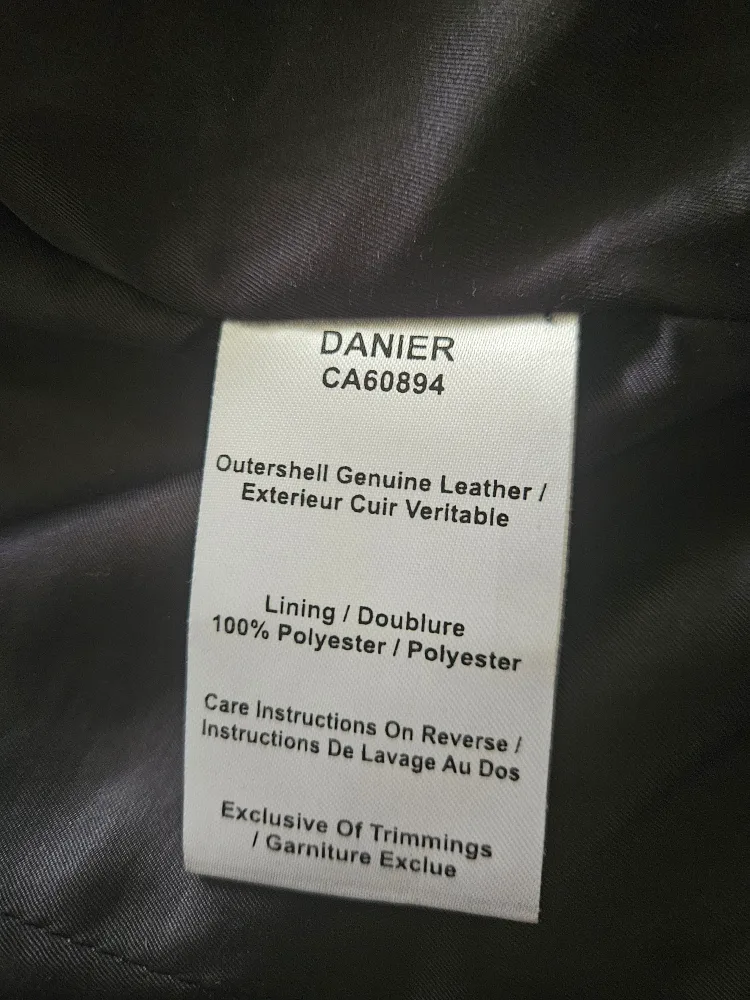 DANIER
CA60894
Outershell Genuine Leather /
Exterieur Cuir Veritable
Lining / Doublure
100% Polyester / Polyester
Care Instructions On Reverse /
Instructions De Lavage Au Dos
Exclusive Of Trimmings
/ Garniture Exclue